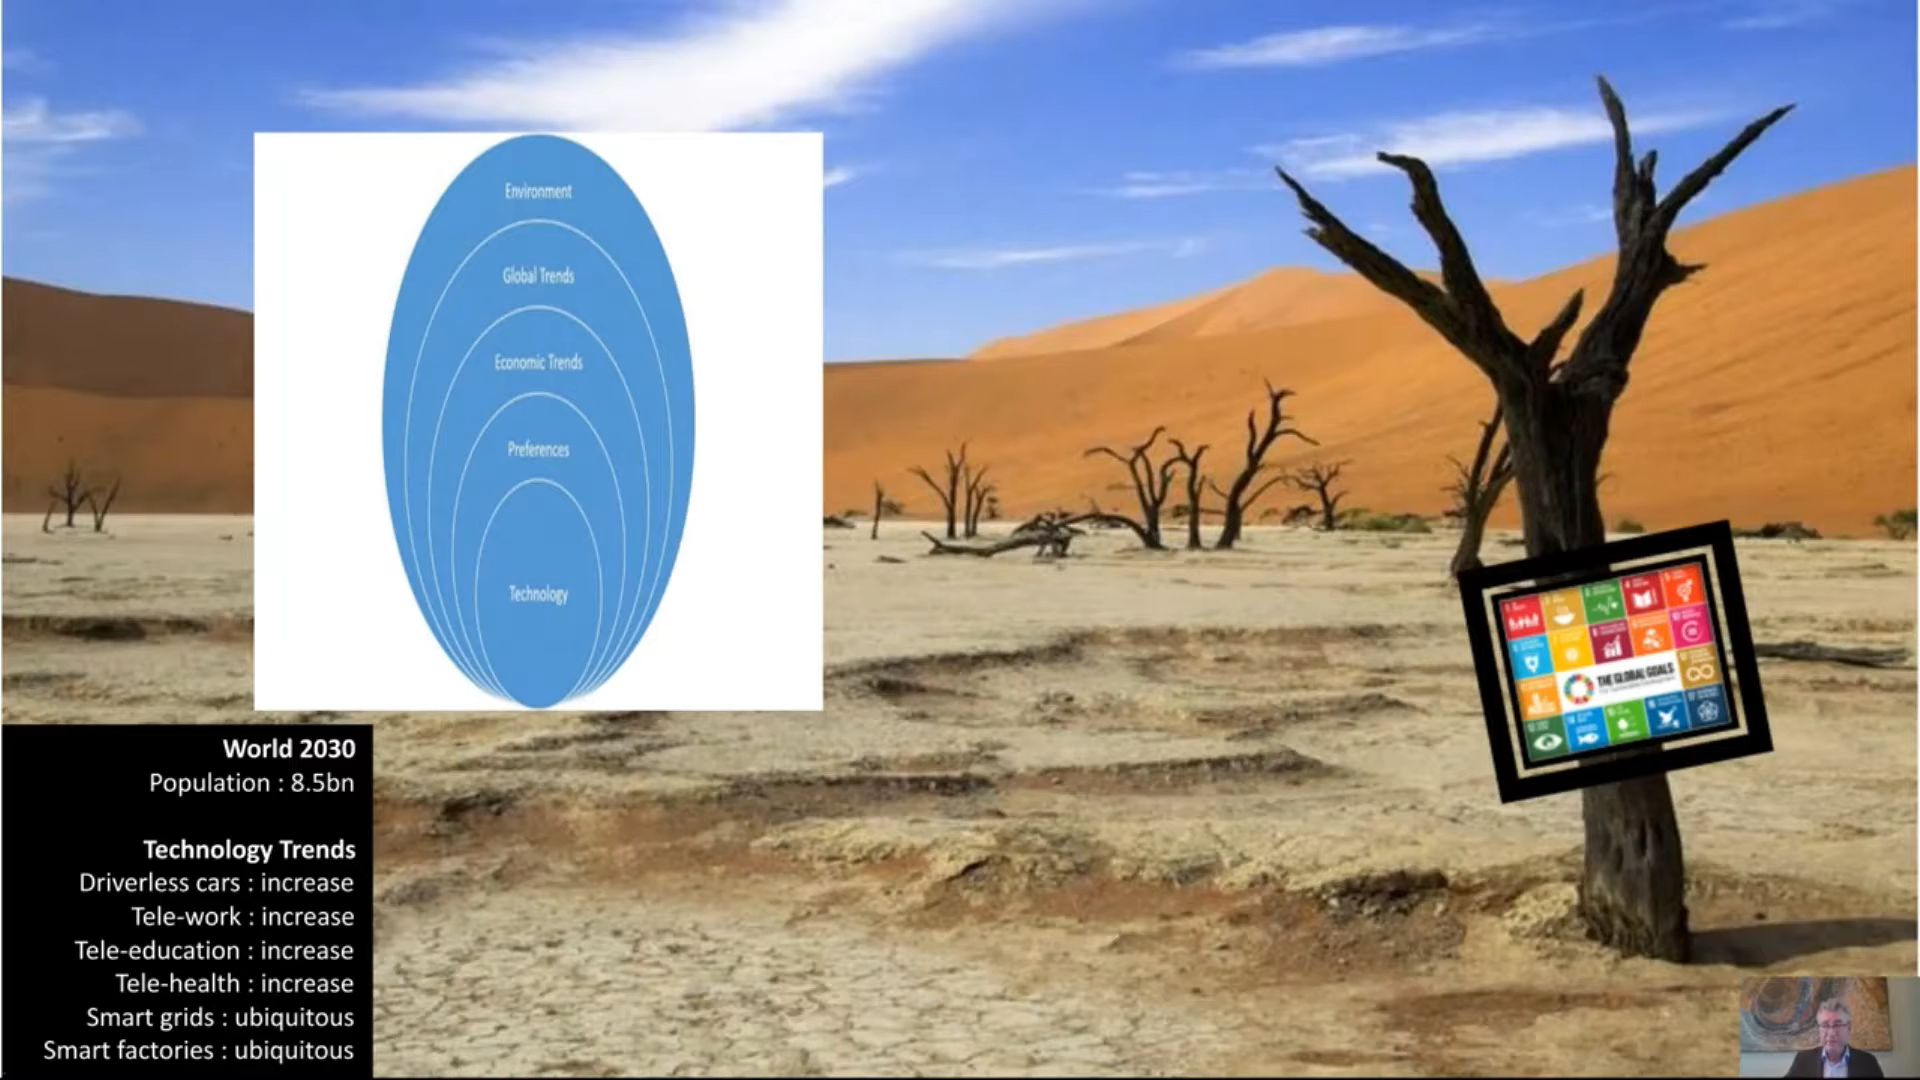 Environment
Global Trends
Economic Trends
Preferences
Technology
THE GLOBAL GOALS
World 2030
Population : 8.5bn
Technology Trends
Driverless cars : increase
Tele-work : increase
Tele-education : increase
Tele-health : increase
Smart grids : ubiquitous
Smart factories : ubiquitous